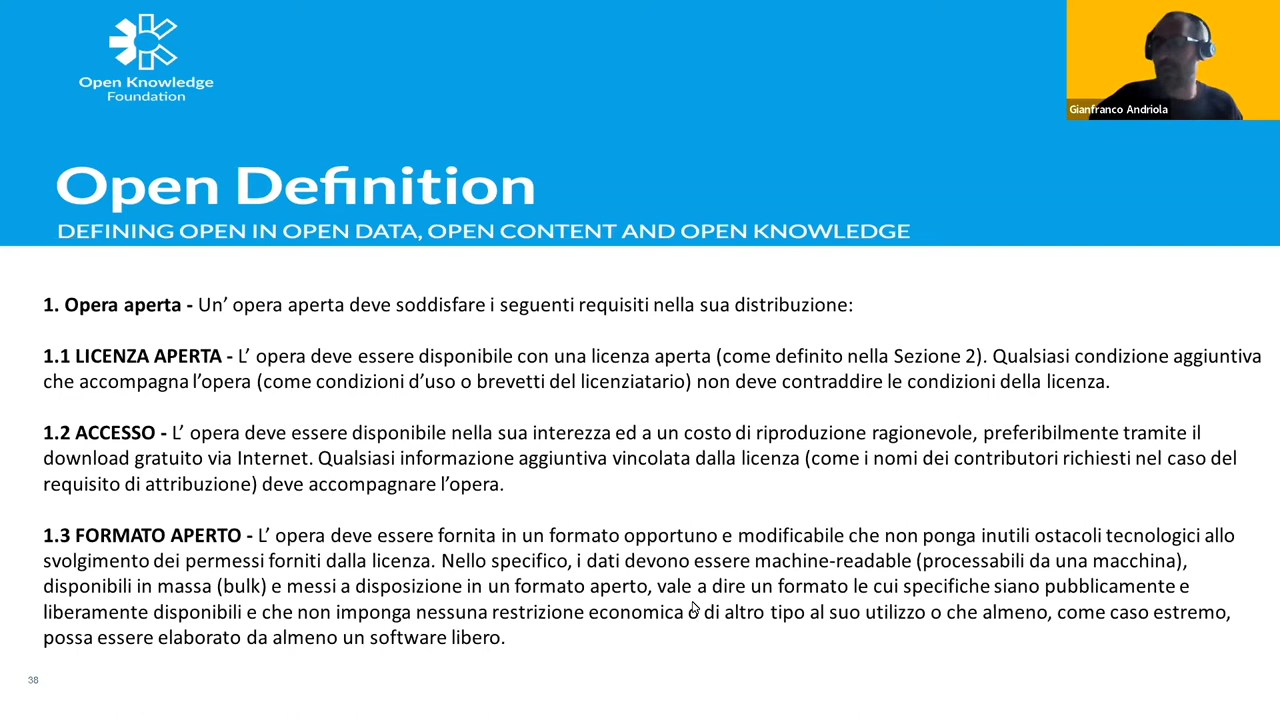 Open Knowledge
Foundation
Gianfranco Andriola
Open Definition
DEFINING OPEN IN OPEN DATA, OPEN CONTENT AND OPEN KNOWLEDGE
1. Opera aperta - Un’ opera aperta deve soddisfare i seguenti requisiti nella sua distribuzione:
1.1 LICENZA APERTA - L’ opera deve essere disponibile con una licenza aperta (come definito nella Sezione 2). Qualsiasi condizione aggiuntiva
che accompagna l’opera (come condizioni d’uso o brevetti del licenziatario) non deve contraddire le condizioni della licenza.
1.2 ACCESSO - L’ opera deve essere disponibile nella sua interezza ed a un costo di riproduzione ragionevole, preferibilmente tramite il
download gratuito via Internet. Qualsiasi informazione aggiuntiva vincolata dalla licenza (come i nomi dei contributori richiesti nel caso del
requisito di attribuzione) deve accompagnare l’opera.
1.3 FORMATO APERTO - L’ opera deve essere fornita in un formato opportuno e modificabile che non ponga inutili ostacoli tecnologici allo
svolgimento dei permessi forniti dalla licenza. Nello specifico, i dati devono essere machine-readable (processabili da una macchina),
disponibili in massa (bulk) e messi a disposizione in un formato aperto, vale a dire un formato le cui specifiche siano pubblicamente e
liberamente disponibili e che non imponga nessuna restrizione economica o di altro tipo al suo utilizzo o che almeno, come caso estremo,
possa essere elaborato da almeno un software libero.
38